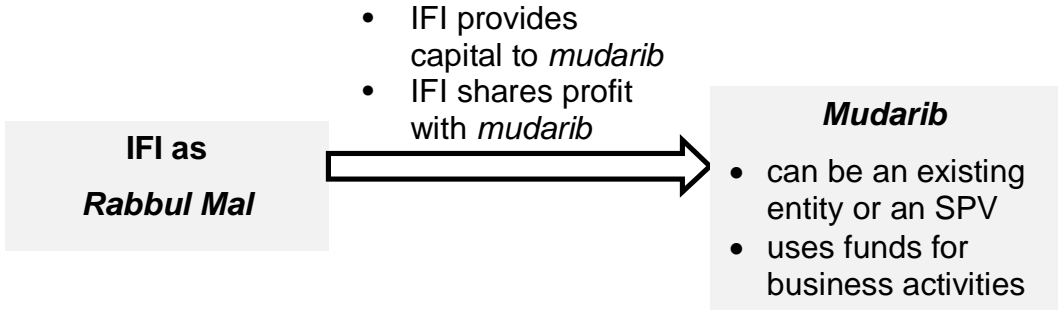 • IFI provides
capital to mudarib
• IFI shares profit
with mudarib
IFI as
Rabbul Mal
Mudarib
• can be an existing
entity or an SPV
• uses funds for
business activities